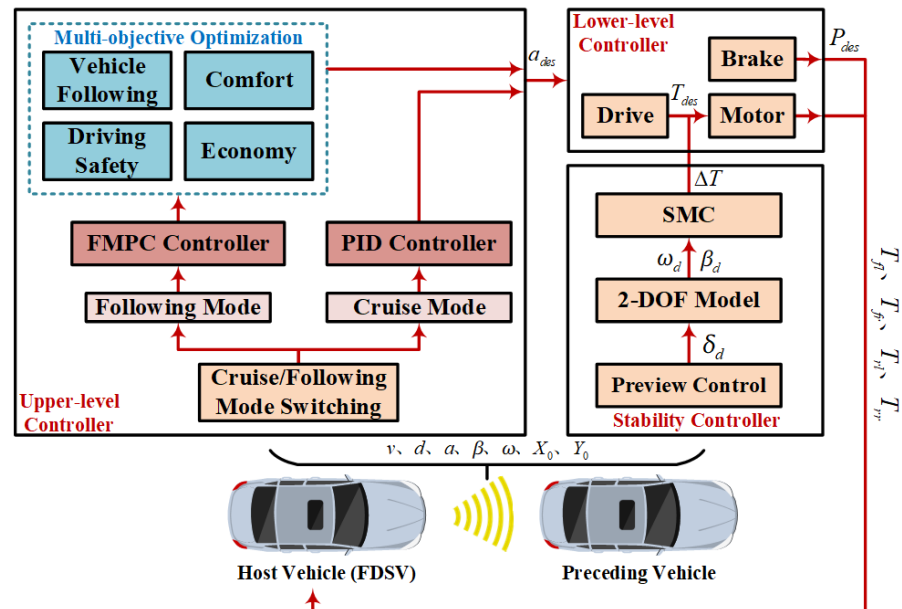 Multi-objective Optimization
Vehicle
Following
Comfort
Driving
Safety
Economy
FMPC Controller
PID Controller
Following Mode
Cruise Mode
Cruise/Following
Mode Switching
Upper-level
Controller
a_des
Lower-level
Controller
Brake
P_des
Drive
T_des
Motor
ΔT
SMC
ω_d β_d
2-DOF Model
δ_d
Preview Control
Stability Controller
T_fl、T_fr、T_rl、T_rr
v、d、a、β、ω、X_0、Y_0
Host Vehicle (FDSV)
Preceding Vehicle